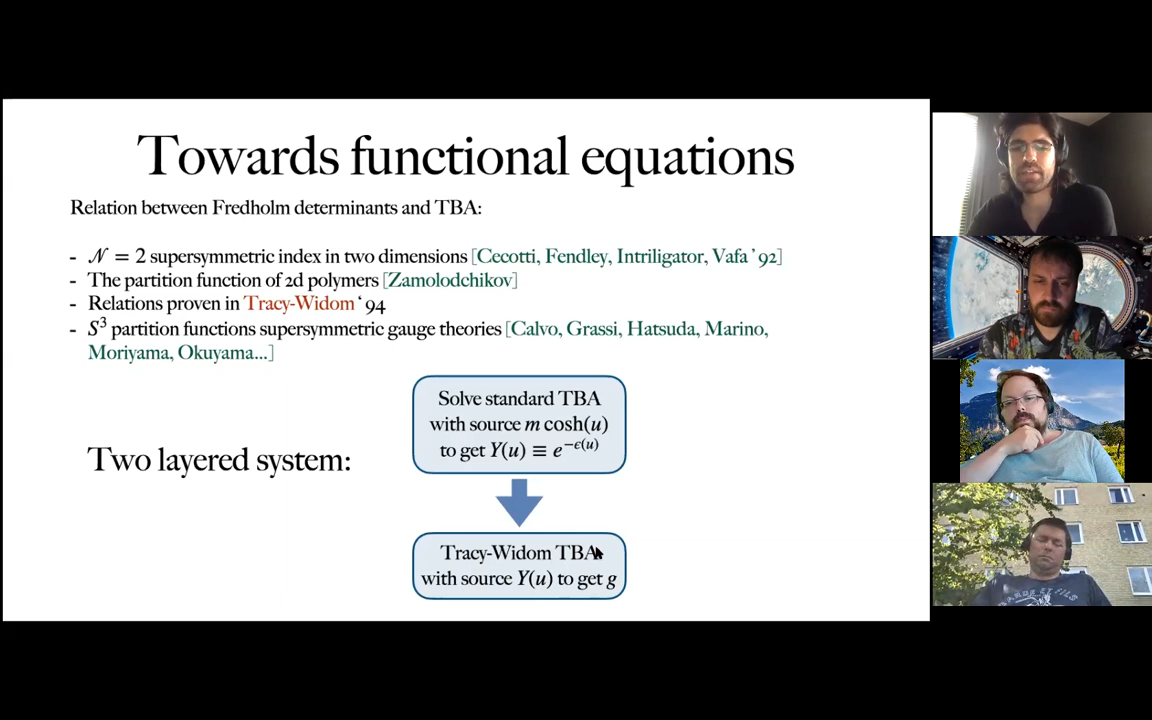 Towards functional equations
Relation between Fredholm determinants and TBA:
- 𝒩 = 2 supersymmetric index in two dimensions [Cecotti, Fendley, Intriligator, Vafa '92]
- The partition function of 2d polymers [Zamolodchikov]
- Relations proven in Tracy-Widom '94
- S³ partition functions supersymmetric gauge theories [Calvo, Grassi, Hatsuda, Marino,
Moriyama, Okuyama...]
Solve standard TBA
with source m cosh(u)
to get Y(u) ≡ e^{−ϵ(u)}
Two layered system:
Tracy-Widom TBA
with source Y(u) to get g